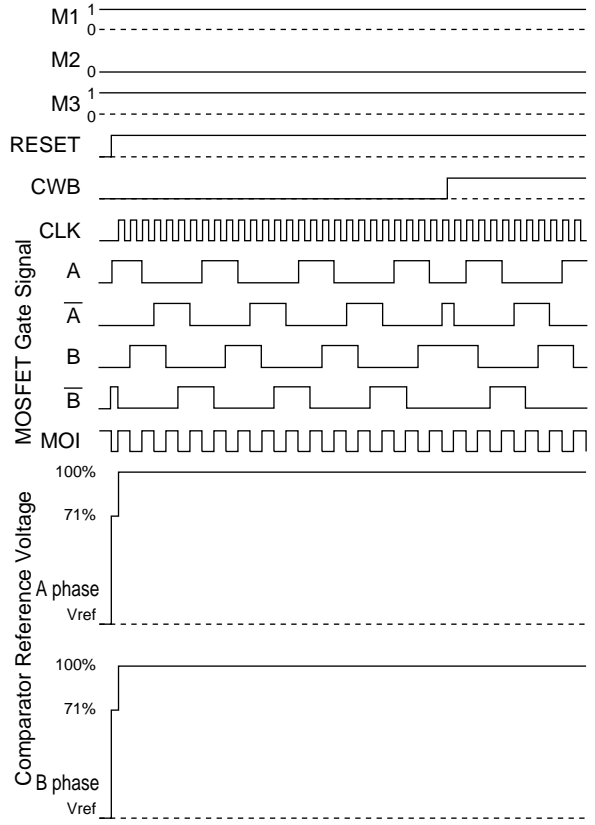 M1 1
0
M2
0
M3 1
0
RESET
CWB
CLK
MOSFET Gate Signal
A
A̅
B
B̅
MOI
Comparator Reference Voltage
100%
71%
A phase
Vref
100%
71%
B phase
Vref